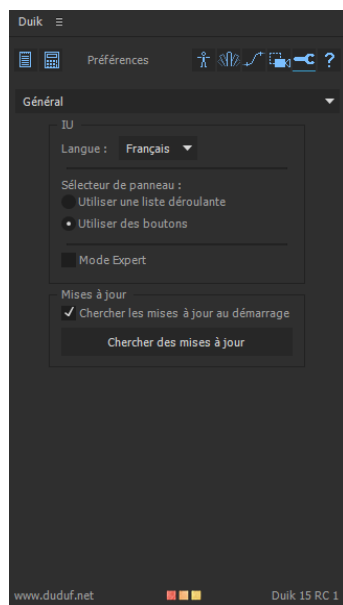 Duik
Préférences
?
Général
IU
Langue : Français
Sélecteur de panneau :
Utiliser une liste déroulante
Utiliser des boutons
Mode Expert
Mises à jour
Chercher les mises à jour au démarrage
Chercher des mises à jour
www.duduf.net Duik 15 RC 1